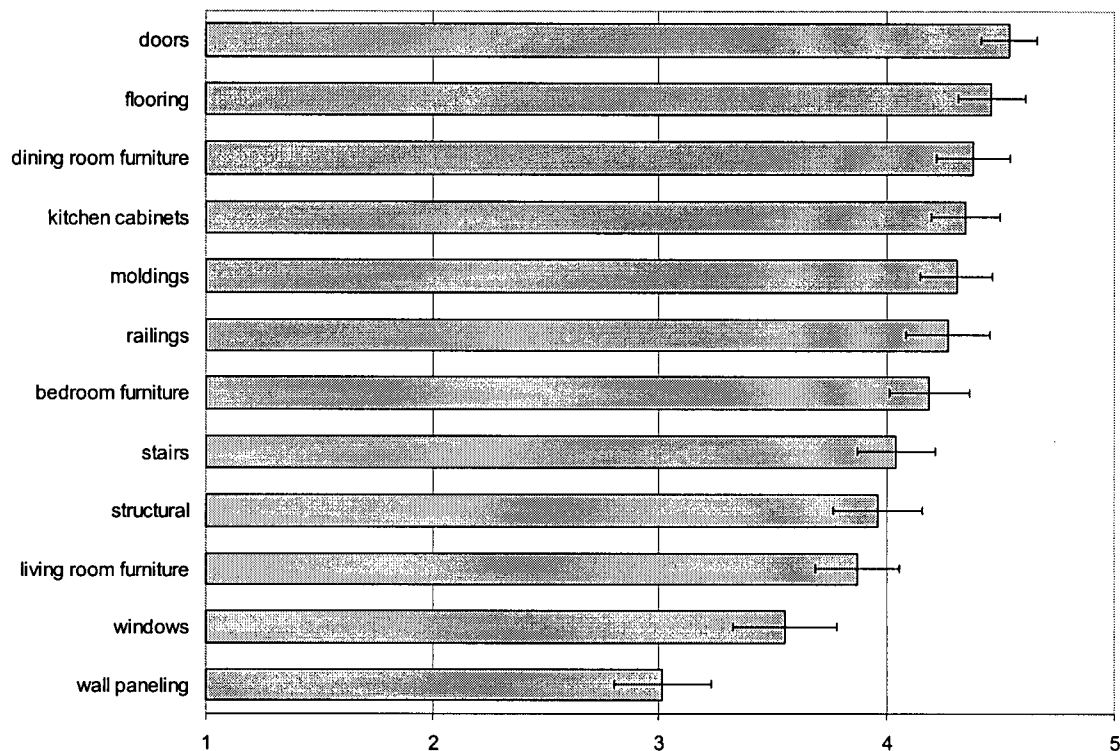 doors
flooring
dining room furniture
kitchen cabinets
moldings
railings
bedroom furniture
stairs
structural
living room furniture
windows
wall paneling
1 2 3 4 5